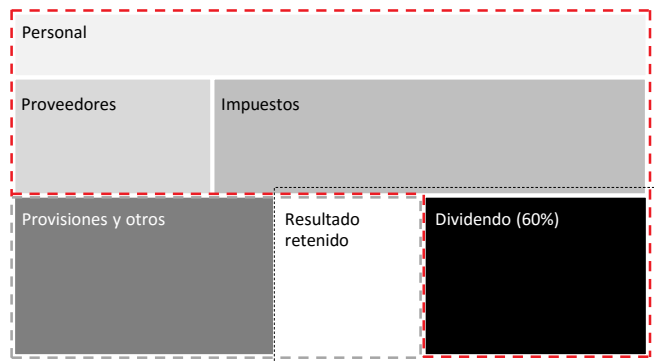 Personal
Proveedores
Impuestos
Provisiones y otros
Resultado
retenido
Dividendo (60%)